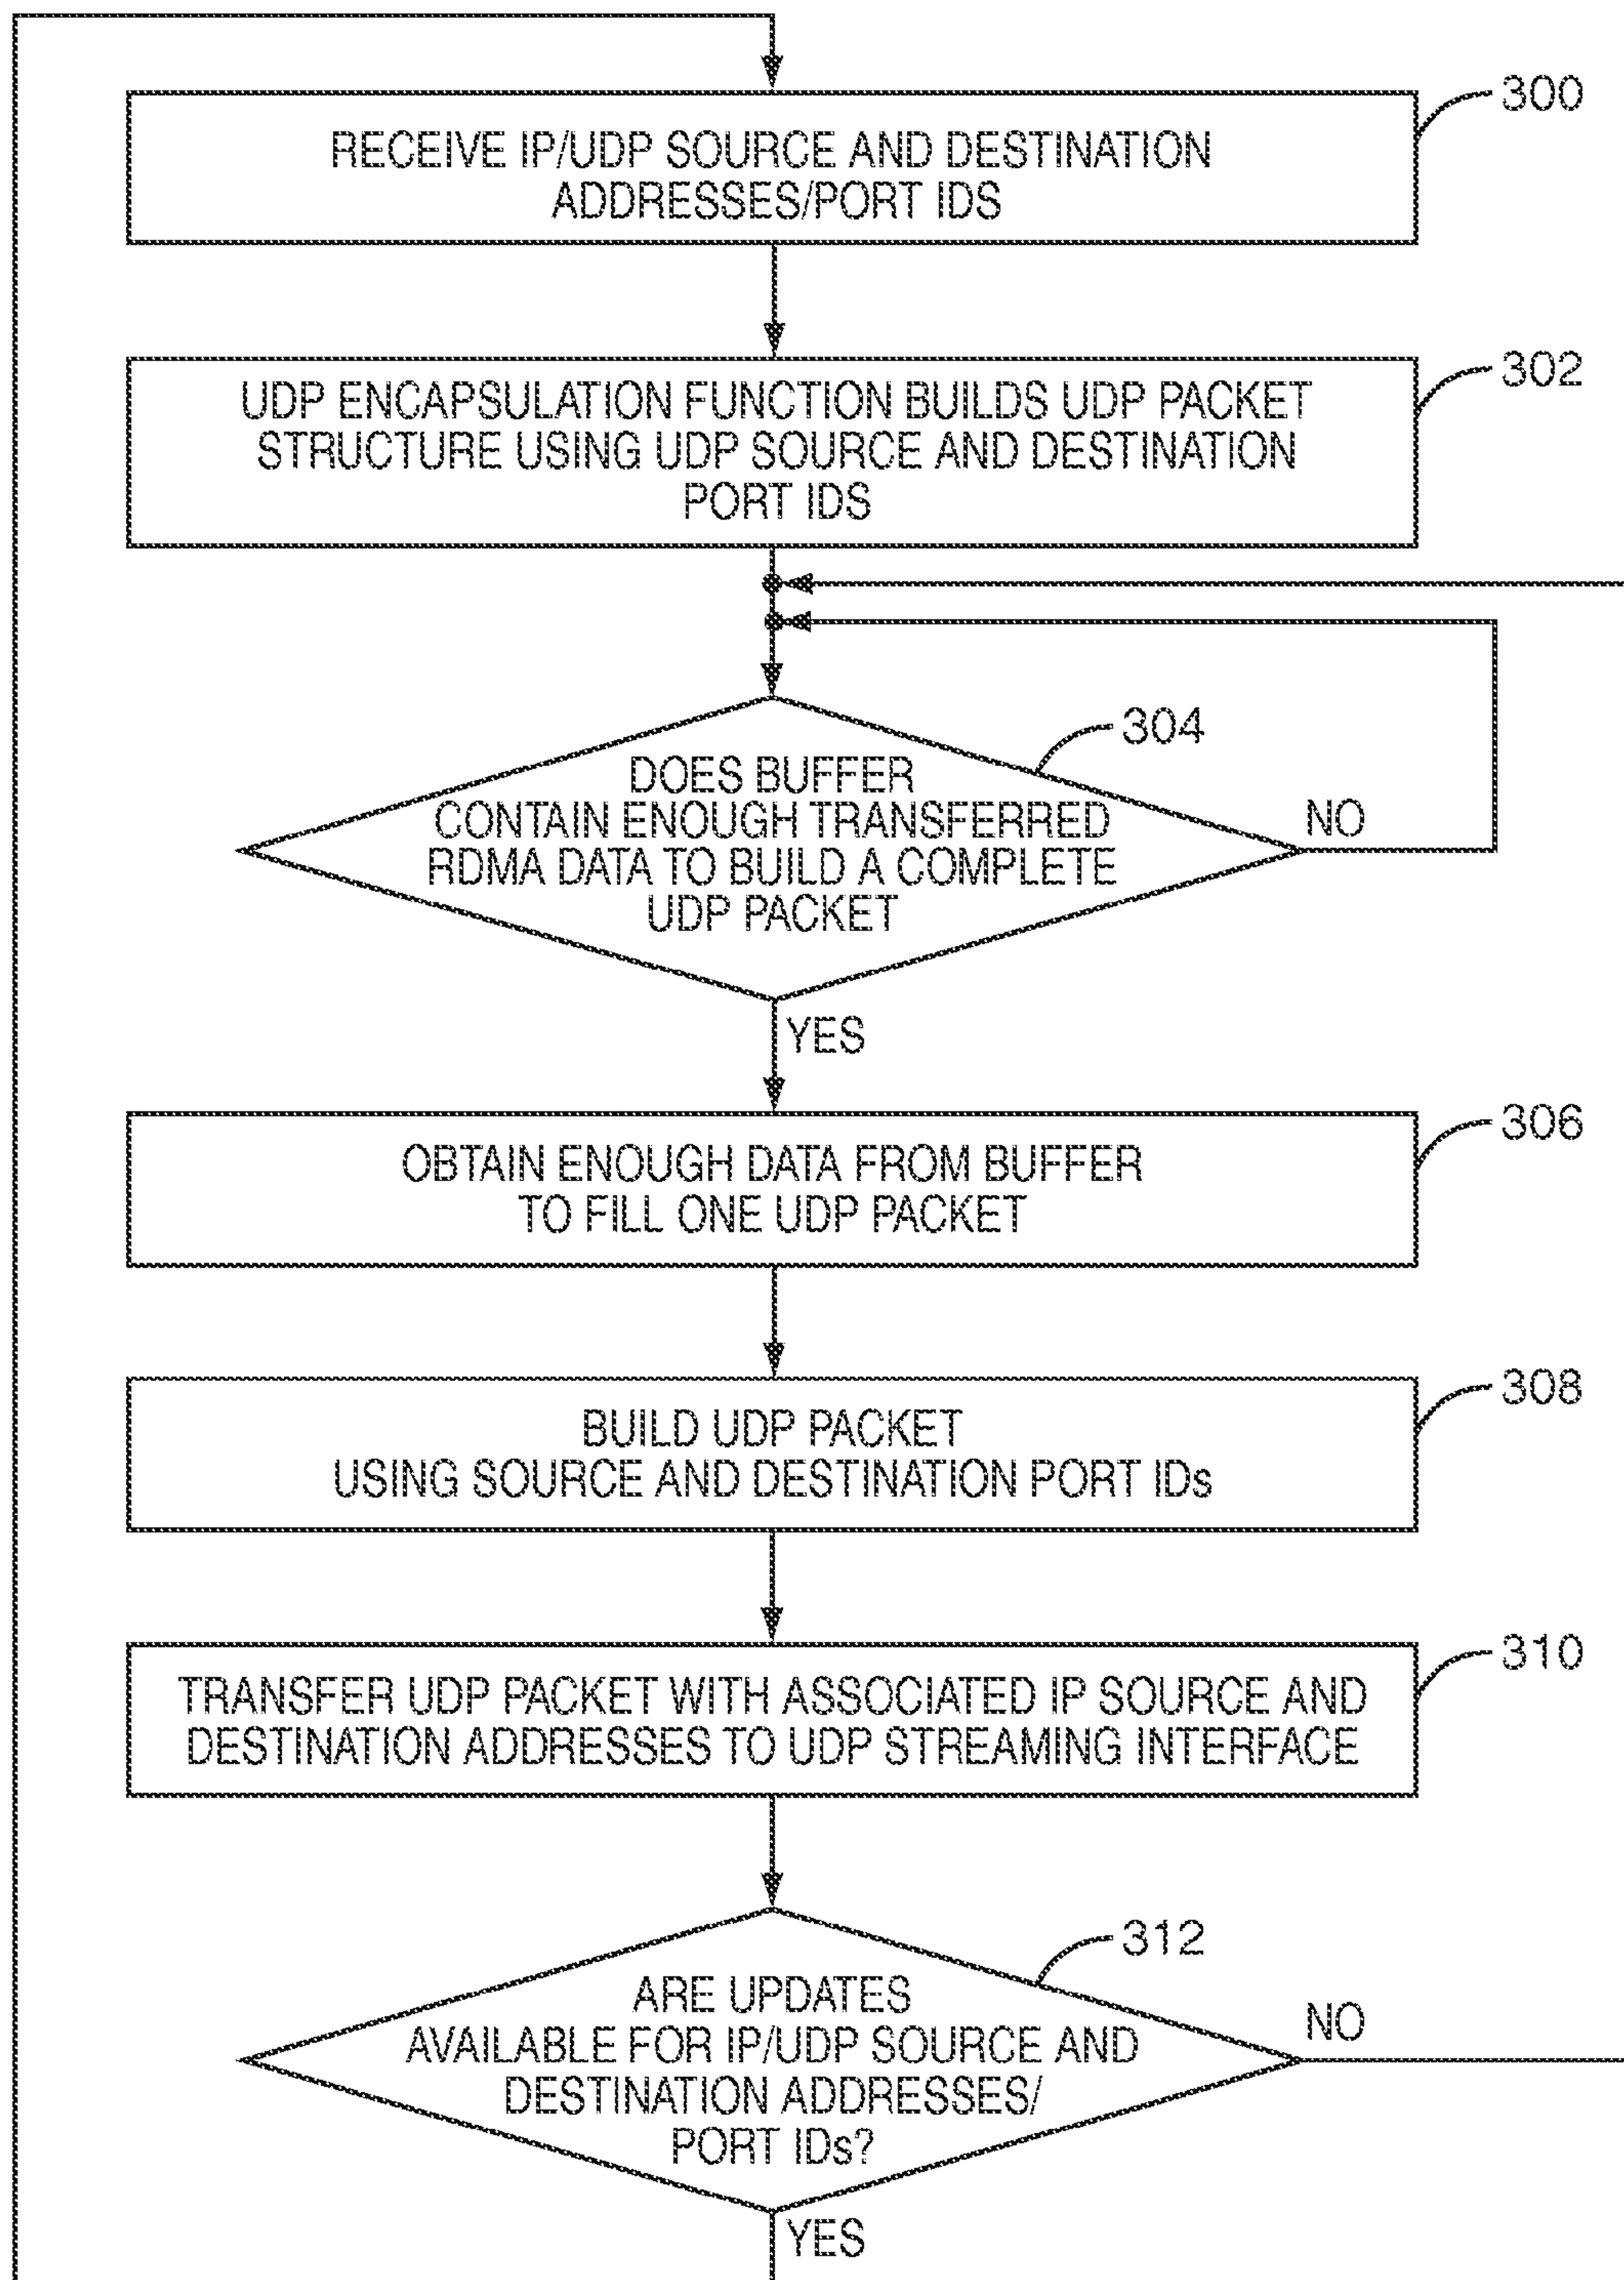 300
RECEIVE IP/UDP SOURCE AND DESTINATION
ADDRESSES/PORT IDS
302
UDP ENCAPSULATION FUNCTION BUILDS UDP PACKET
STRUCTURE USING UDP SOURCE AND DESTINATION
PORT IDS
304
DOES BUFFER
CONTAIN ENOUGH TRANSFERRED
RDMA DATA TO BUILD A COMPLETE
UDP PACKET
NO
YES
306
OBTAIN ENOUGH DATA FROM BUFFER
TO FILL ONE UDP PACKET
308
BUILD UDP PACKET
USING SOURCE AND DESTINATION PORT IDs
310
TRANSFER UDP PACKET WITH ASSOCIATED IP SOURCE AND
DESTINATION ADDRESSES TO UDP STREAMING INTERFACE
312
ARE UPDATES
AVAILABLE FOR IP/UDP SOURCE AND
DESTINATION ADDRESSES/
PORT IDs?
NO
YES